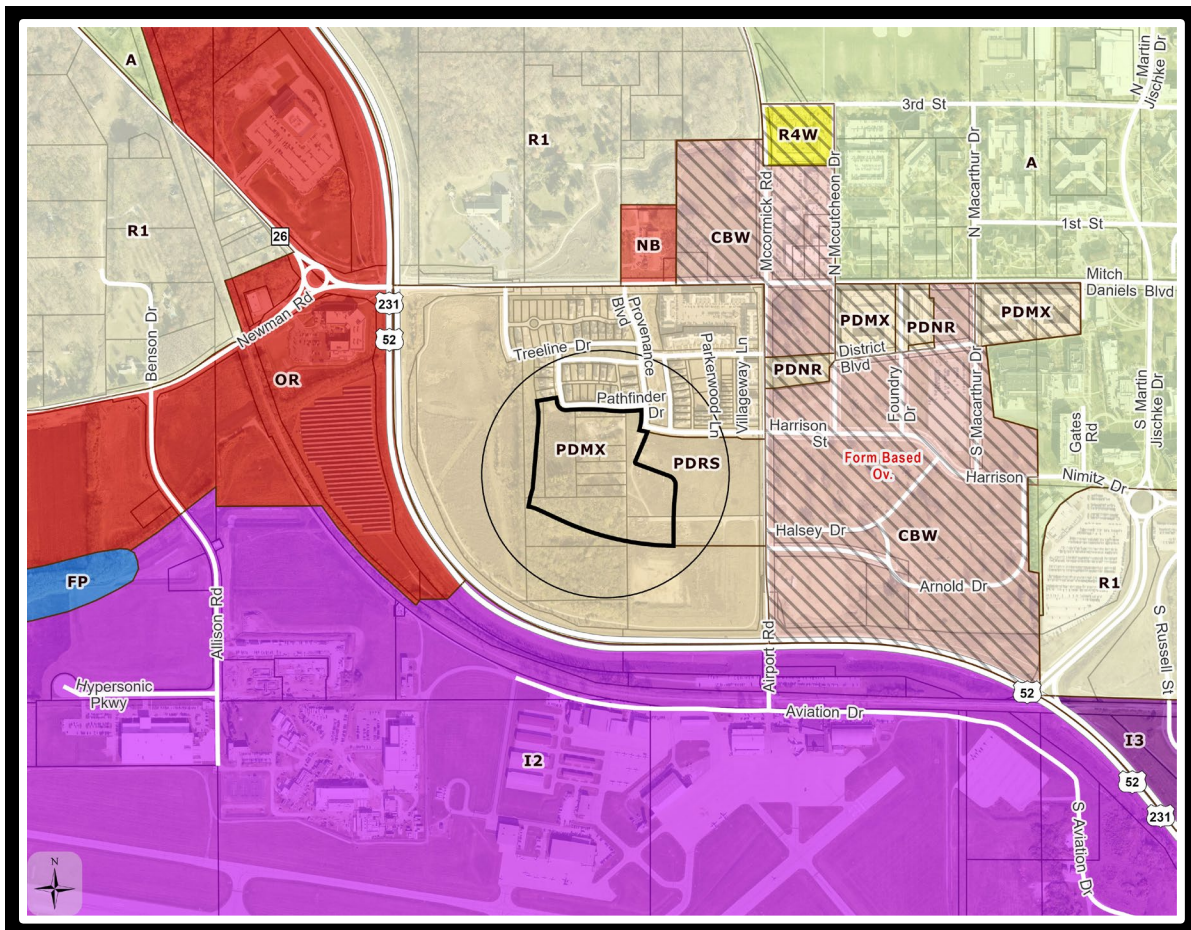 N Martin
Jischke Dr
A
3rd St
R4W
R1
A
N Macarthur Dr
N Mccutcheon Dr
Mccormick Rd
1st St
R1
26
NB
CBW
Mitch
Daniels Blvd
231
Newman Rd
Benson Dr
52
Provenance
Blvd
PDMX
PDNR
PDMX
Treeline Dr
Parkerwood Ln
Villageway Ln
District
Blvd
PDNR
OR
Foundry
Dr
S Macarthur Dr
S Martin
Jischke Dr
Pathfinder
Dr
Harrison
St
Gates
Rd
PDMX
PDRS
Form Based
Ov.
Harrison
Nimitz Dr
Halsey Dr
CBW
FP
Arnold Dr
R1
Allison Rd
Airport Rd
S Russell St
Hypersonic
Pkwy
52
Aviation Dr
I3
I2
52
231
S Aviation Dr
N